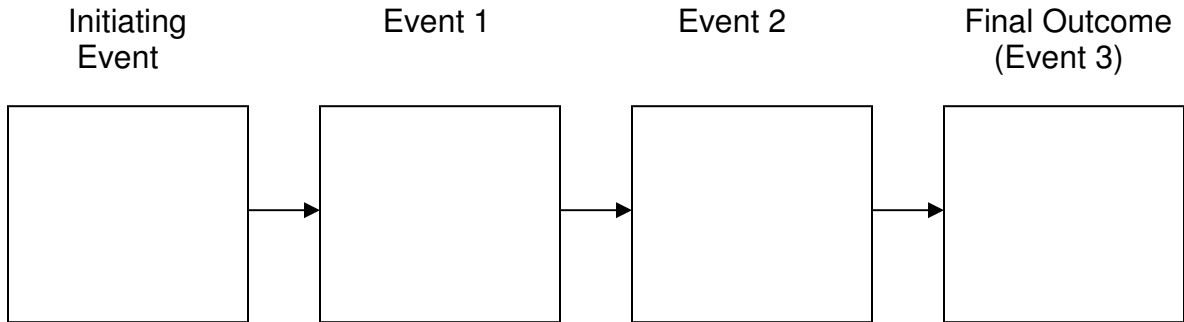 Initiating
Event
Event 1
Event 2
Final Outcome
(Event 3)